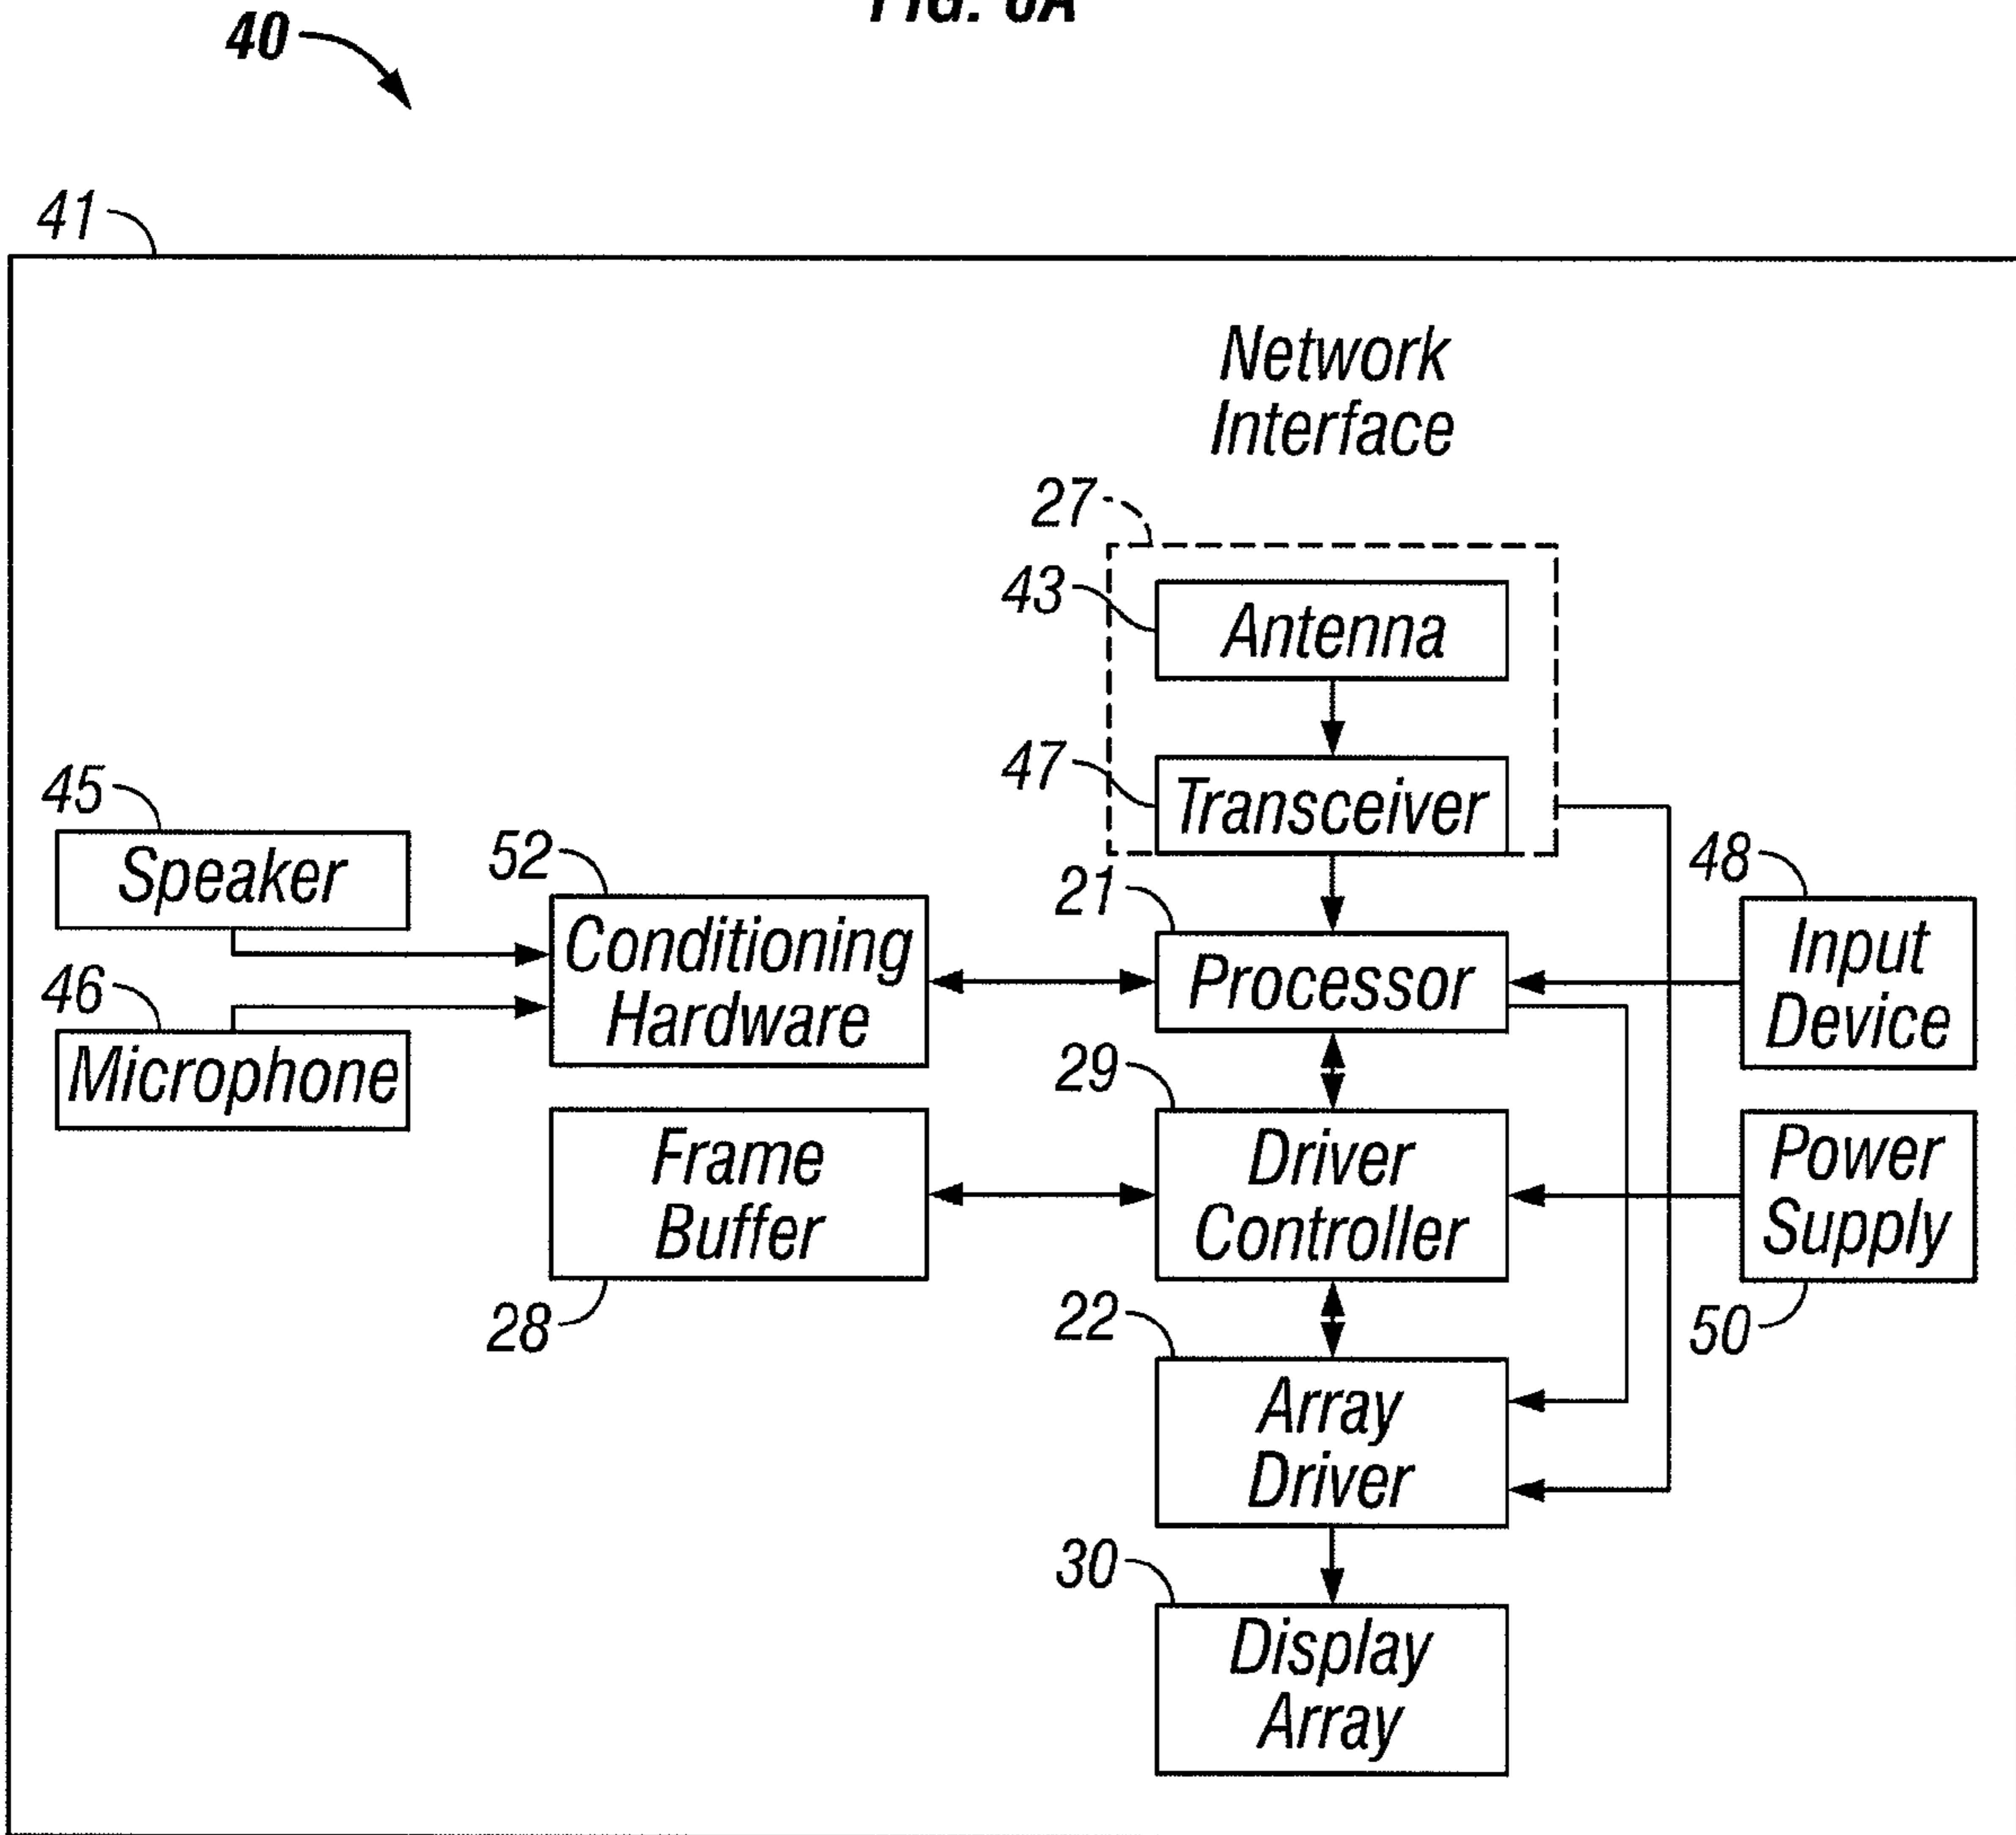 40
41
Network
Interface
27
43
Antenna
47
Transceiver
45
Speaker
52
Conditioning
Hardware
21
Processor
48
Input
Device
46
Microphone
29
Driver
Controller
Frame
Buffer
28
Power
Supply
50
22
Array
Driver
30
Display
Array